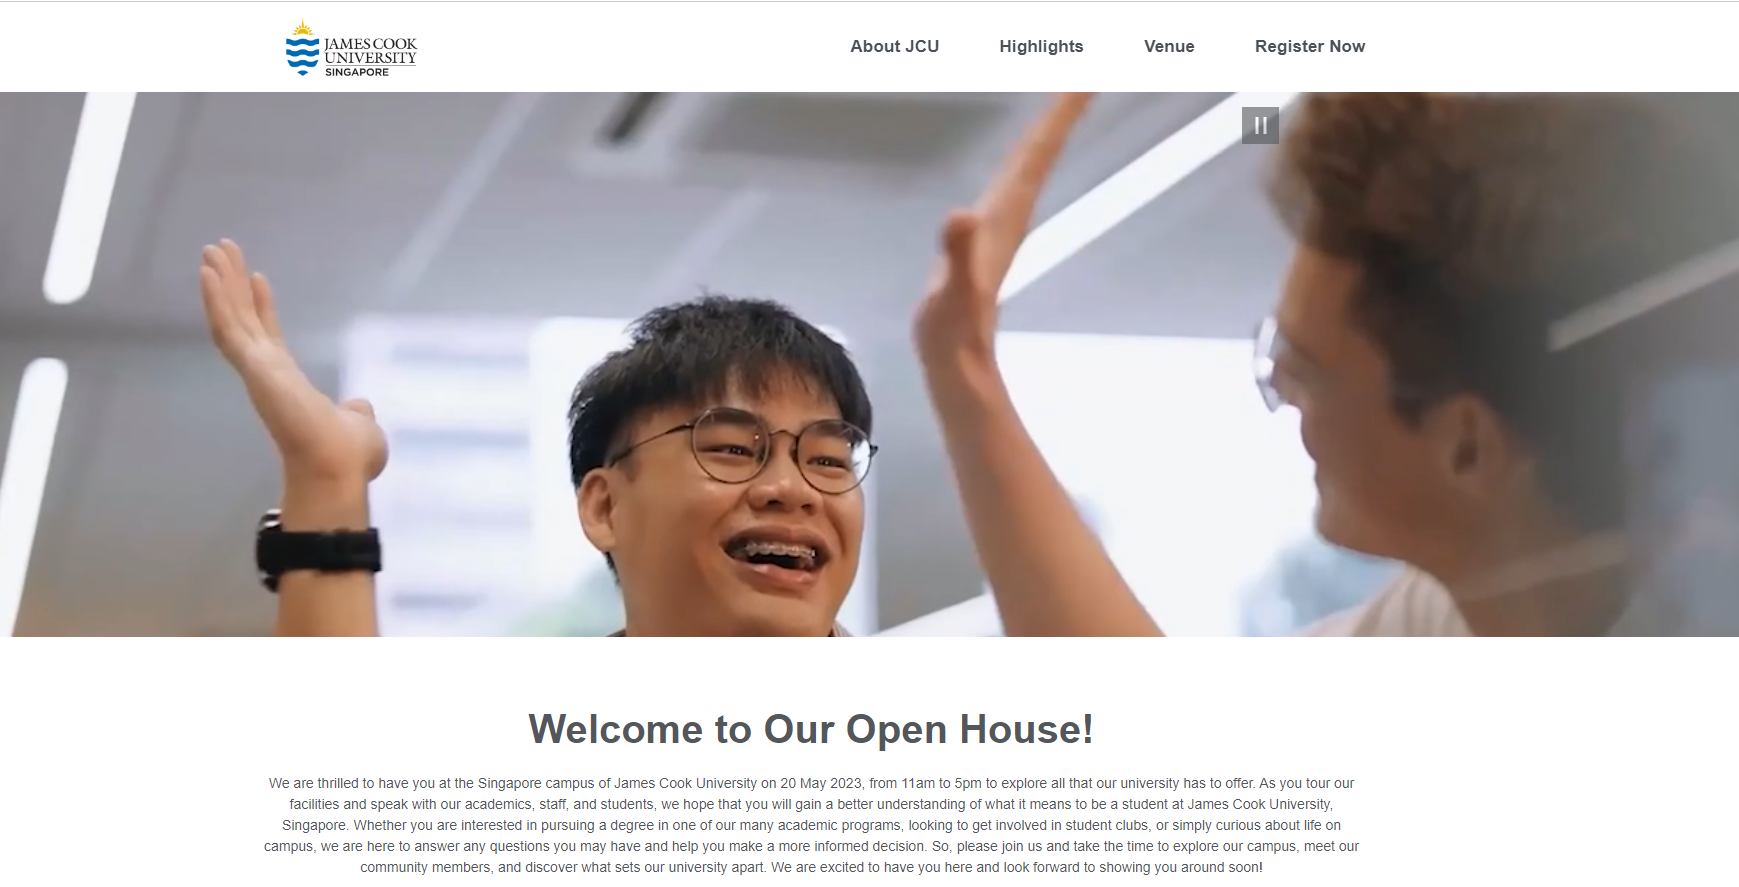 JAMES COOK
UNIVERSITY
SINGAPORE
About JCU
Highlights
Venue
Register Now
Welcome to Our Open House!
We are thrilled to have you at the Singapore campus of James Cook University on 20 May 2023, from 11am to 5pm to explore all that our university has to offer. As you tour our
facilities and speak with our academics, staff, and students, we hope that you will gain a better understanding of what it means to be a student at James Cook University,
Singapore. Whether you are interested in pursuing a degree in one of our many academic programs, looking to get involved in student clubs, or simply curious about life on
campus, we are here to answer any questions you may have and help you make a more informed decision. So, please join us and take the time to explore our campus, meet our
community members, and discover what sets our university apart. We are excited to have you here and look forward to showing you around soon!